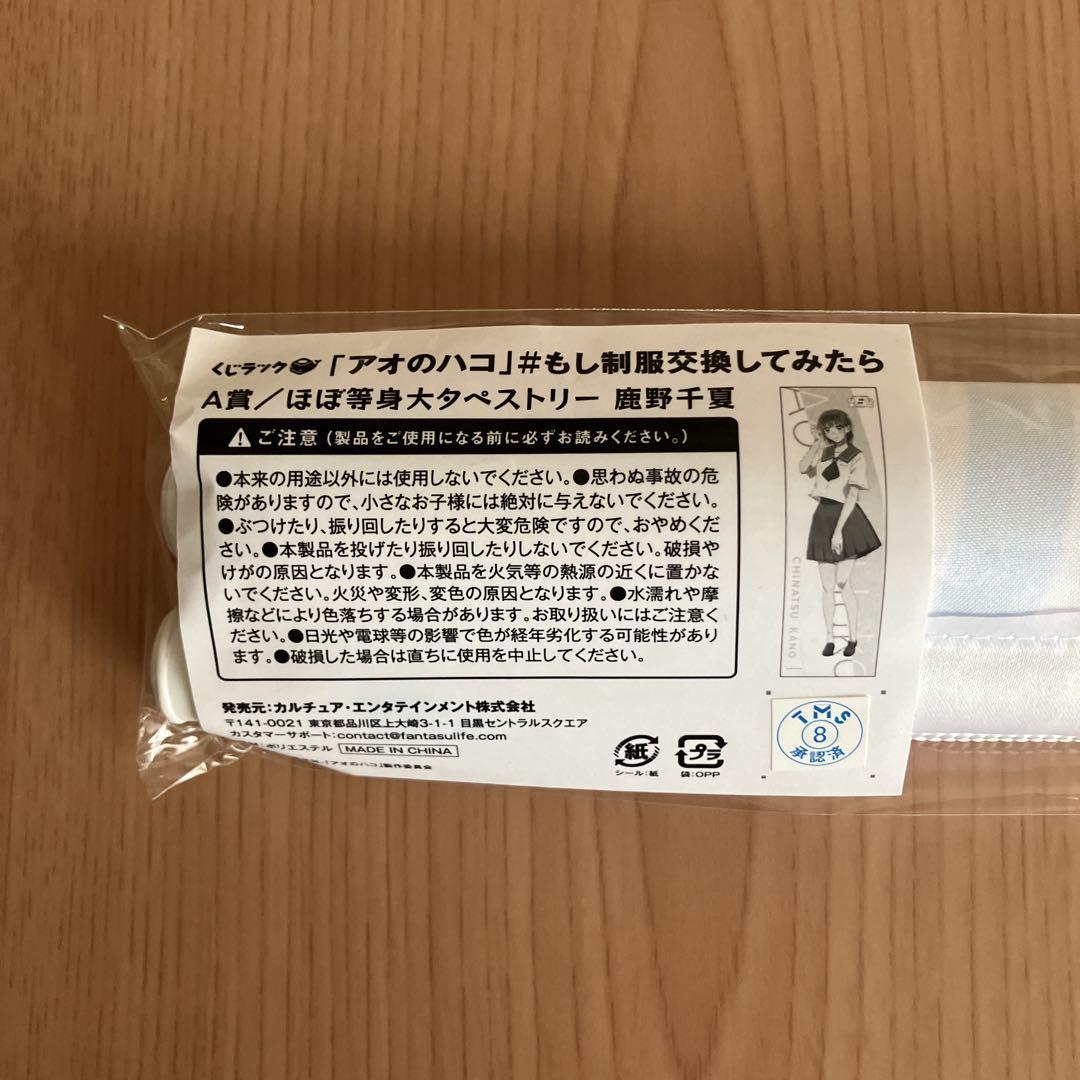 くじラック「アオのハコ」#もし制服交換してみたら
A賞/ほぼ等身大タペストリー 鹿野千夏
ご注意(製品をご使用になる前に必ずお読みください。)
●本来の用途以外には使用しないでください。●思わぬ事故の危
険がありますので、小さなお子様には絶対に与えないでください。
●ぶつけたり、振り回したりすると大変危険ですので、おやめくだ
さい。●本製品を投げたり振り回したりしないでください。破損や
けがの原因となります。●本製品を火気等の熱源の近くに置かな
いでください。火災や変形、変色の原因となります。●水濡れや摩
擦などにより色落ちする場合があります。お取り扱いにはご注意く
ださい。●日光や電球等の影響で色が経年劣化する可能性があり
ます。●破損した場合は直ちに使用を中止してください。
発売元:カルチュア・エンタテインメント株式会社
〒141-0021 東京都品川区上大崎3-1-1 目黒セントラルスクエア
カスタマーサポート:contact@fantasulife.com
ポリエステル MADE IN CHINA
「アオのハコ」製作委員会
紙
シール:紙
プラ
袋:OPP
CHINATSU KANO
TMS
8
承認済